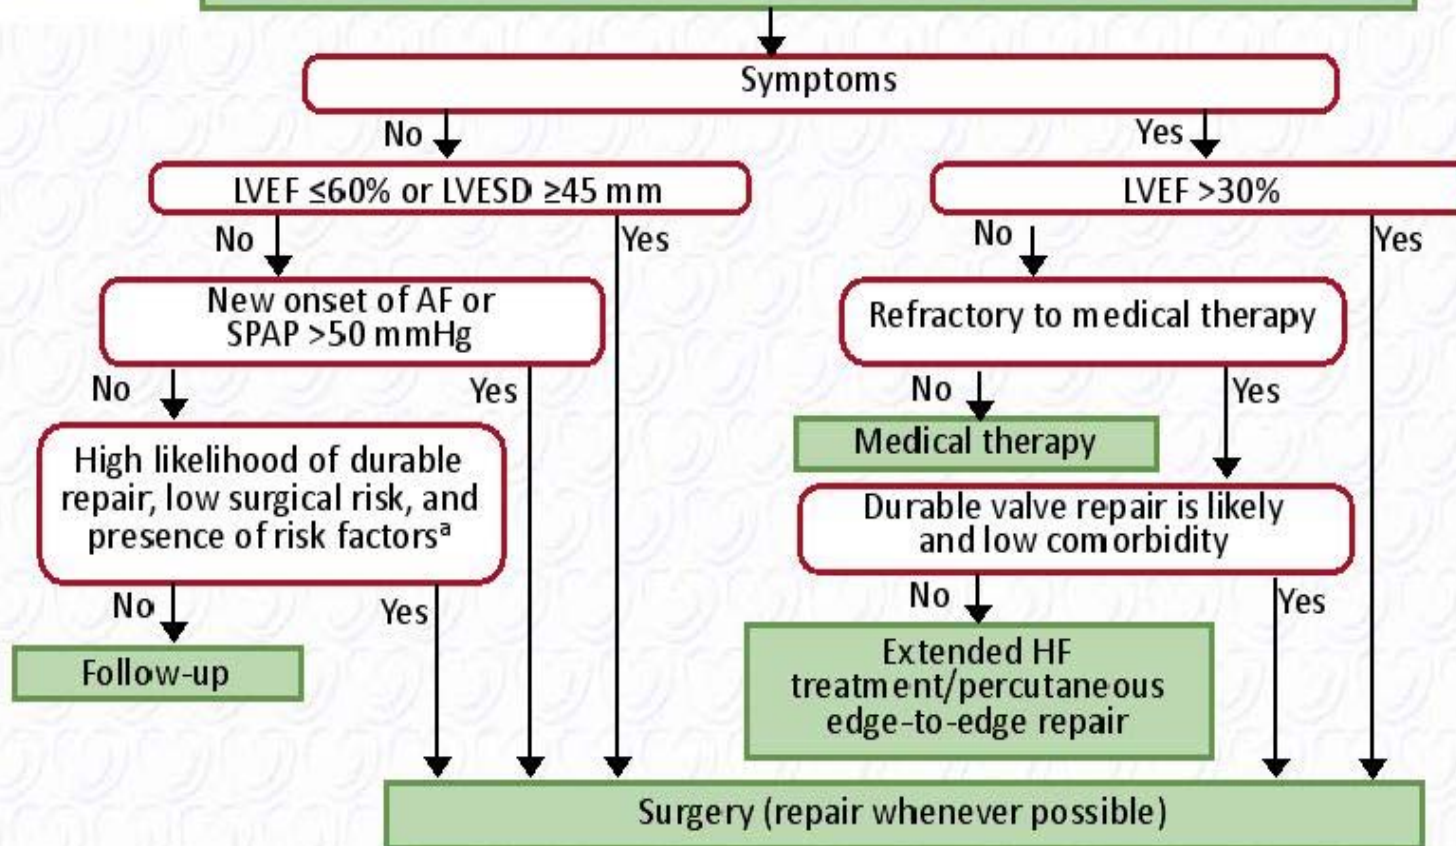 Symptoms
No
Yes
LVEF ≤60% or LVESD ≥45 mm
LVEF >30%
No
Yes
No
Yes
New onset of AF or
SPAP >50 mmHg
Refractory to medical therapy
No
Yes
No
Yes
High likelihood of durable
repair, low surgical risk, and
presence of risk factorsᵃ
Medical therapy
Durable valve repair is likely
and low comorbidity
No
Yes
No
Yes
Follow-up
Extended HF
treatment/percutaneous
edge-to-edge repair
Surgery (repair whenever possible)